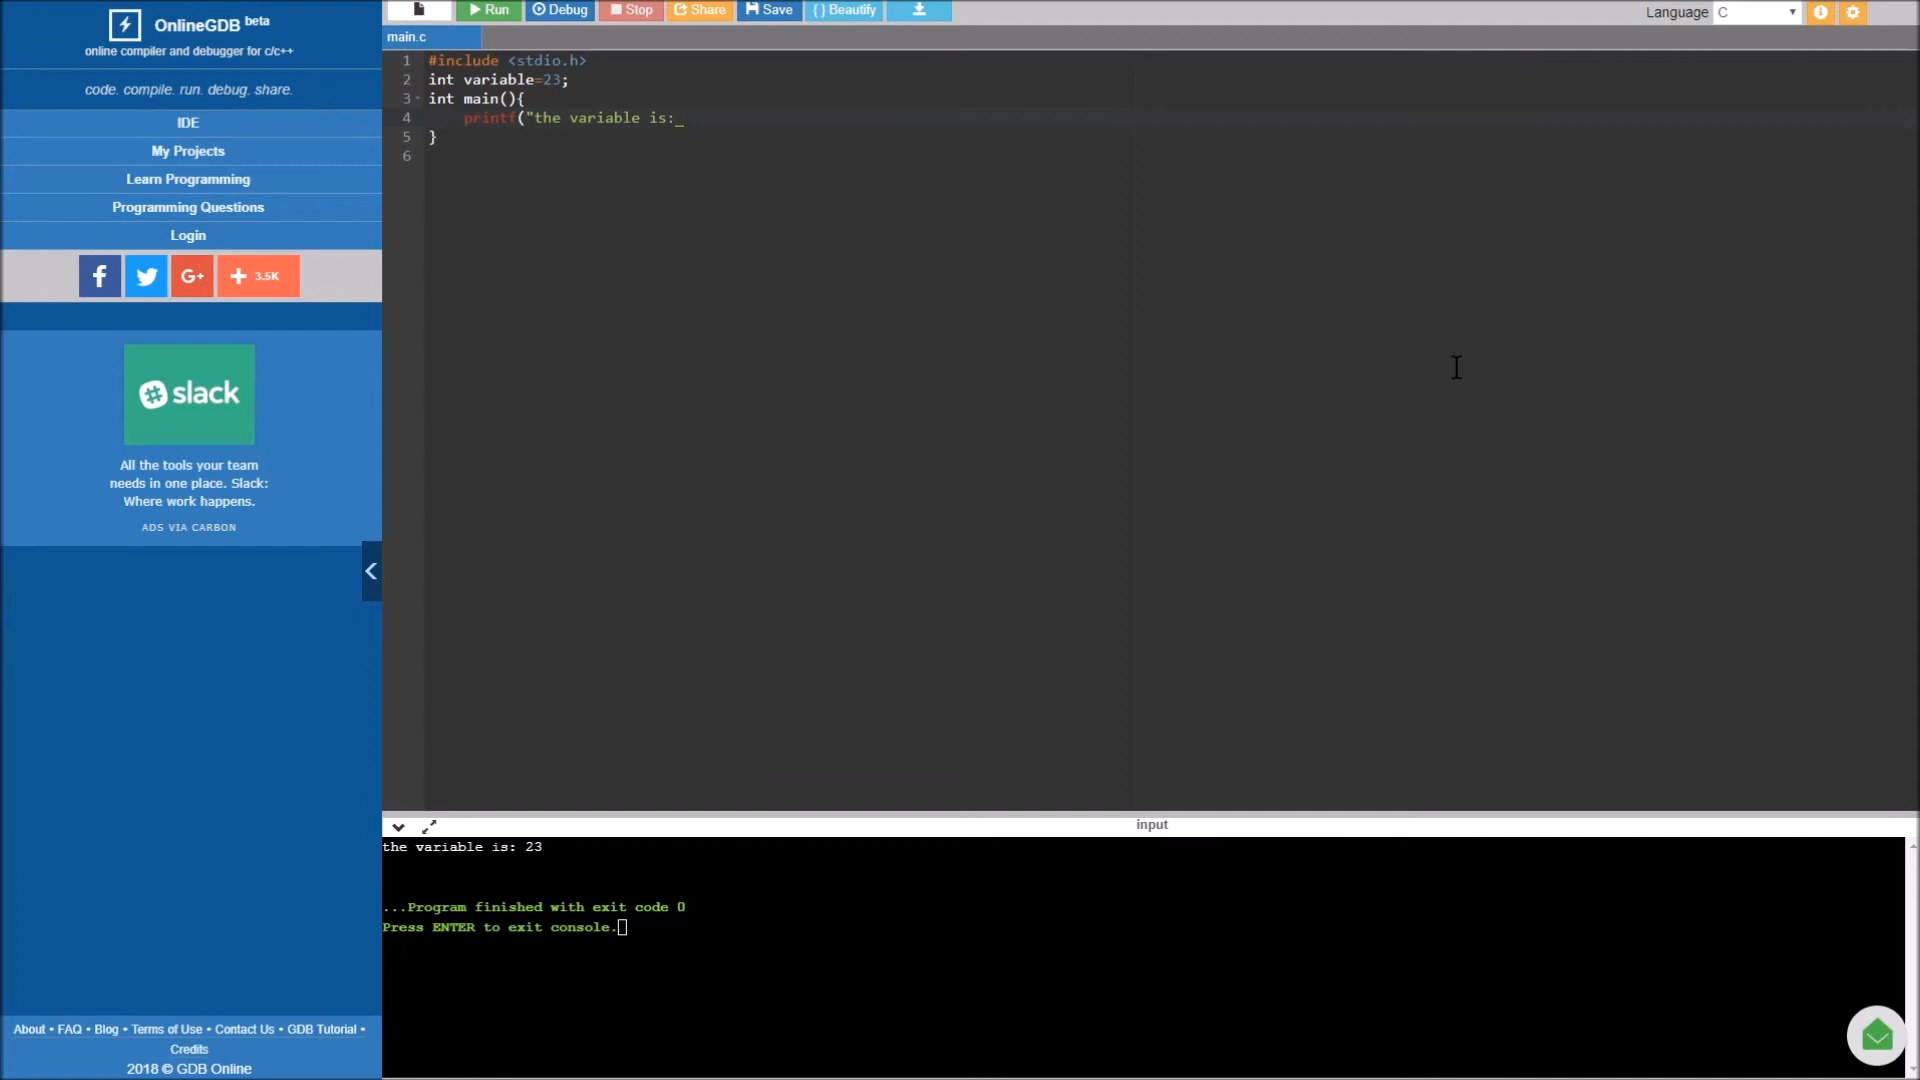 OnlineGDB beta
online compiler and debugger for c/c++
code. compile. run. debug. share.
IDE
My Projects
Learn Programming
Programming Questions
Login
f
G+
+ 3.5K
slack
All the tools your team
needs in one place. Slack:
Where work happens.
ADS VIA CARBON
About • FAQ • Blog • Terms of Use • Contact Us • GDB Tutorial •
Credits
2018 © GDB Online
Run Debug Stop Share Save { } Beautify
Language C
main.c
1 #include <stdio.h>
2 int variable=23;
3 int main(){
4 printf("the variable is:_
5 }
6
input
the variable is: 23
...Program finished with exit code 0
Press ENTER to exit console.